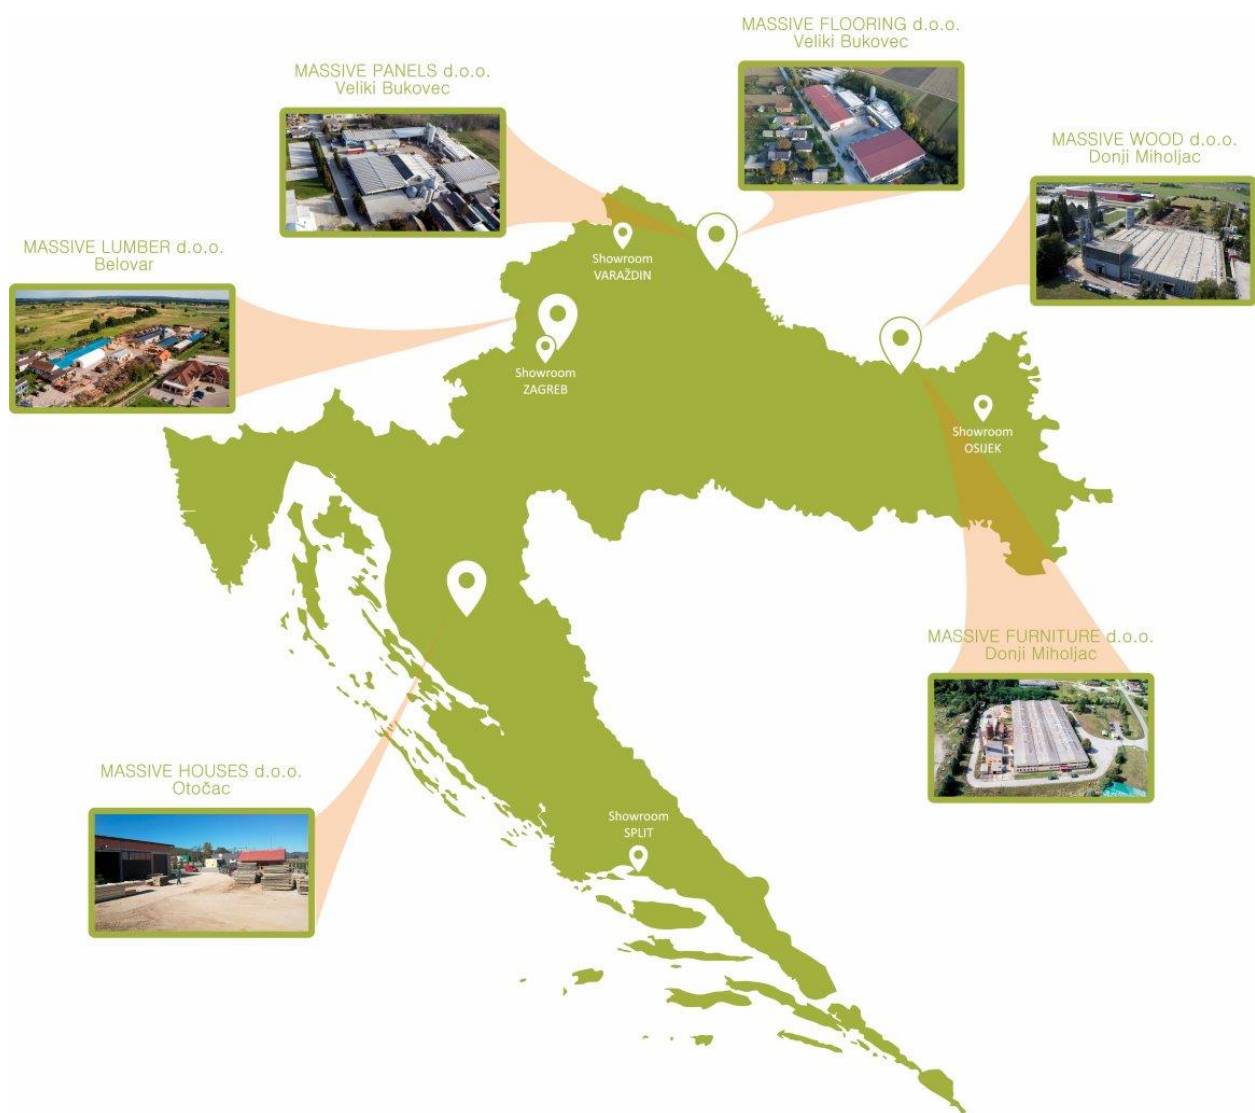 MASSIVE FLOORING d.o.o.
Veliki Bukovec
MASSIVE PANELS d.o.o.
Veliki Bukovec
MASSIVE WOOD d.o.o.
Donji Miholjac
MASSIVE LUMBER d.o.o.
Belovar
Showroom
VARAŽDIN
Showroom
ZAGREB
Showroom
OSIJEK
MASSIVE FURNITURE d.o.o.
Donji Miholjac
MASSIVE HOUSES d.o.o.
Otočac
Showroom
SPLIT